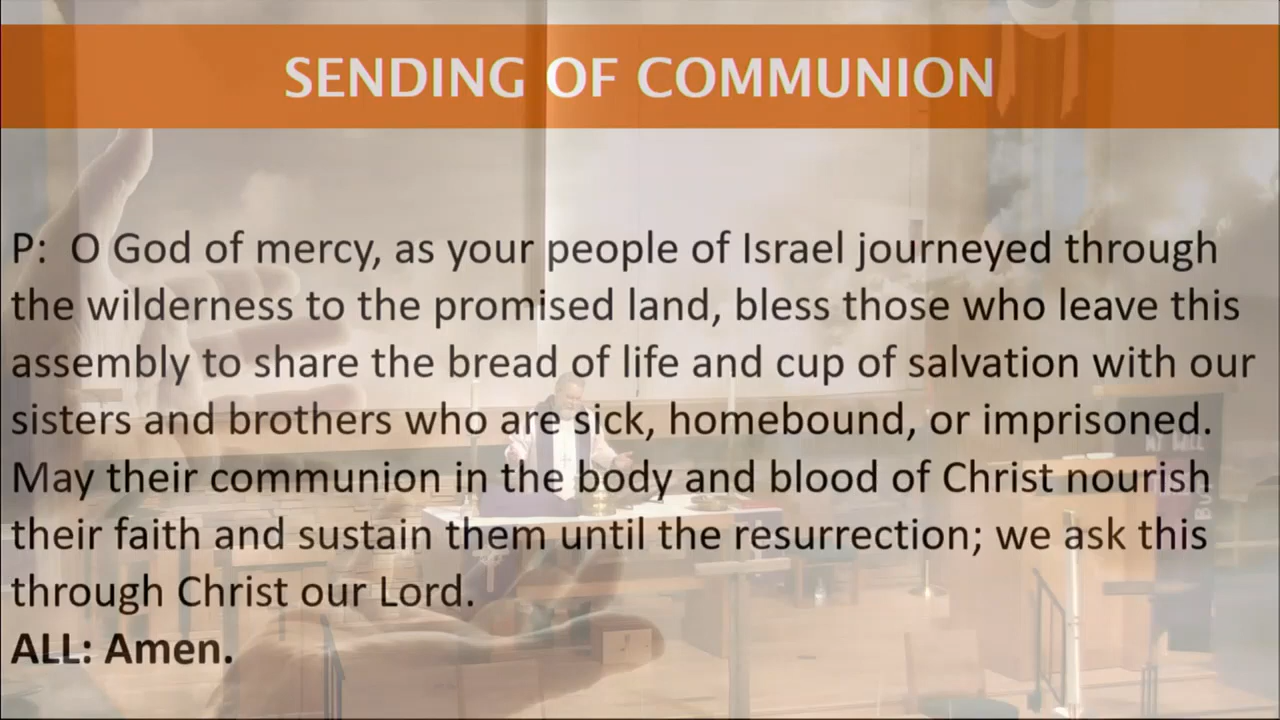 SENDING OF COMMUNION
P: O God of mercy, as your people of Israel journeyed through
the wilderness to the promised land, bless those who leave this
assembly to share the bread of life and cup of salvation with our
sisters and brothers who are sick, homebound, or imprisoned.
May their communion in the body and blood of Christ nourish
their faith and sustain them until the resurrection; we ask this
through Christ our Lord.
ALL: Amen.